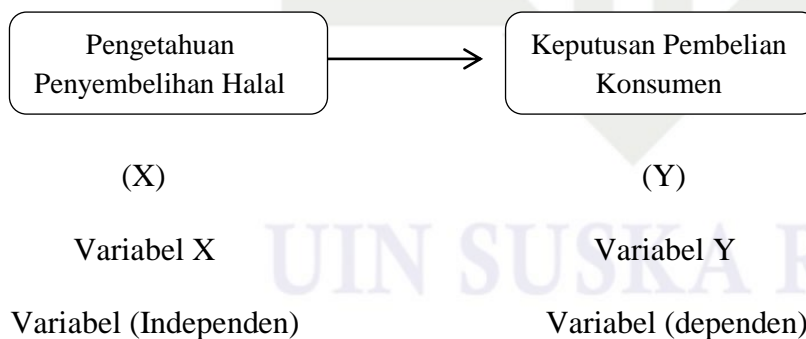 Pengetahuan
Penyembelihan Halal
Keputusan Pembelian
Konsumen
(X)
(Y)
Variabel X
Variabel Y
UIN SUSKA R
Variabel (Independen)
Variabel (dependen)